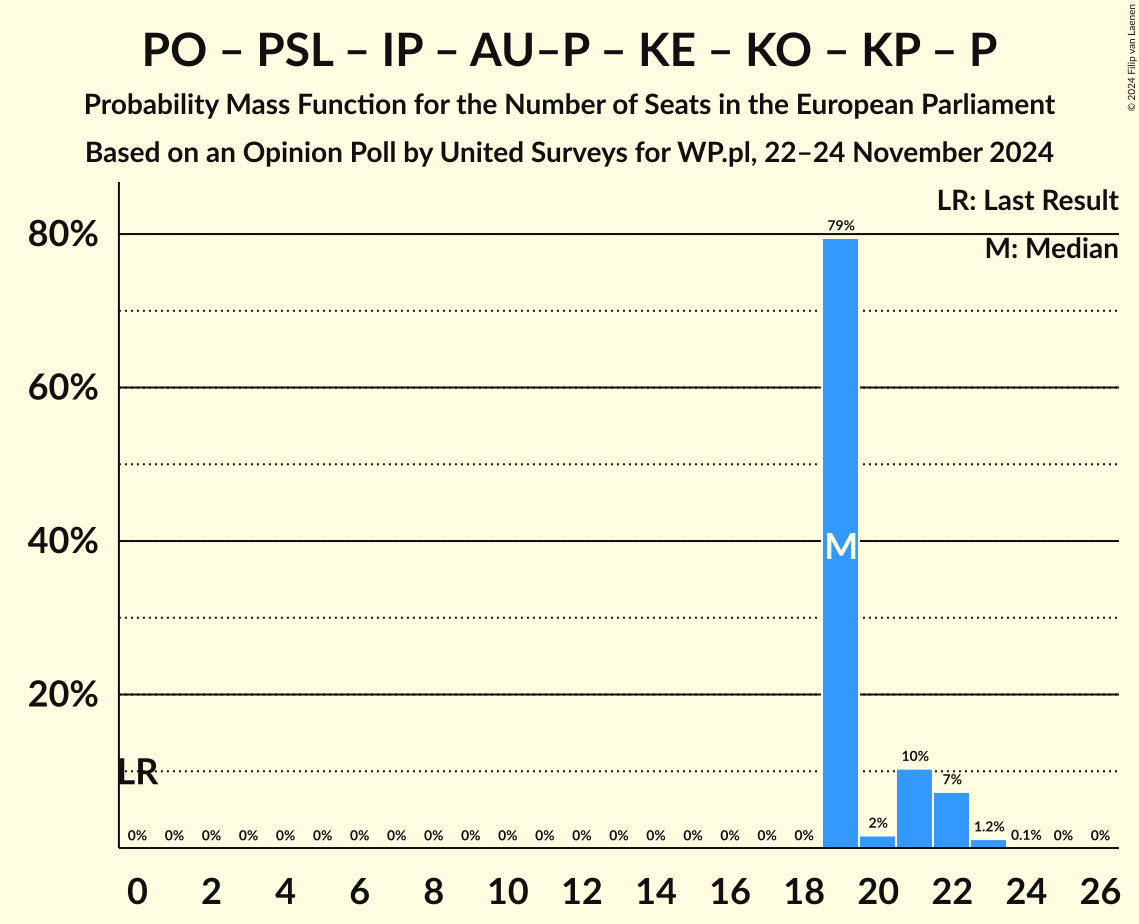 PO – PSL – IP – AU–P – KE – KO – KP – P
Probability Mass Function for the Number of Seats in the European Parliament
Based on an Opinion Poll by United Surveys for WP.pl, 22–24 November 2024
© 2024 Filip van Laenen
LR: Last Result
M: Median
80%
60%
40%
20%
79%
M
LR
10%
7%
2%
1.2%
0% 0% 0% 0% 0% 0% 0% 0% 0% 0% 0% 0% 0% 0% 0% 0% 0% 0% 0% 0.1% 0% 0%
0 2 4 6 8 10 12 14 16 18 20 22 24 26